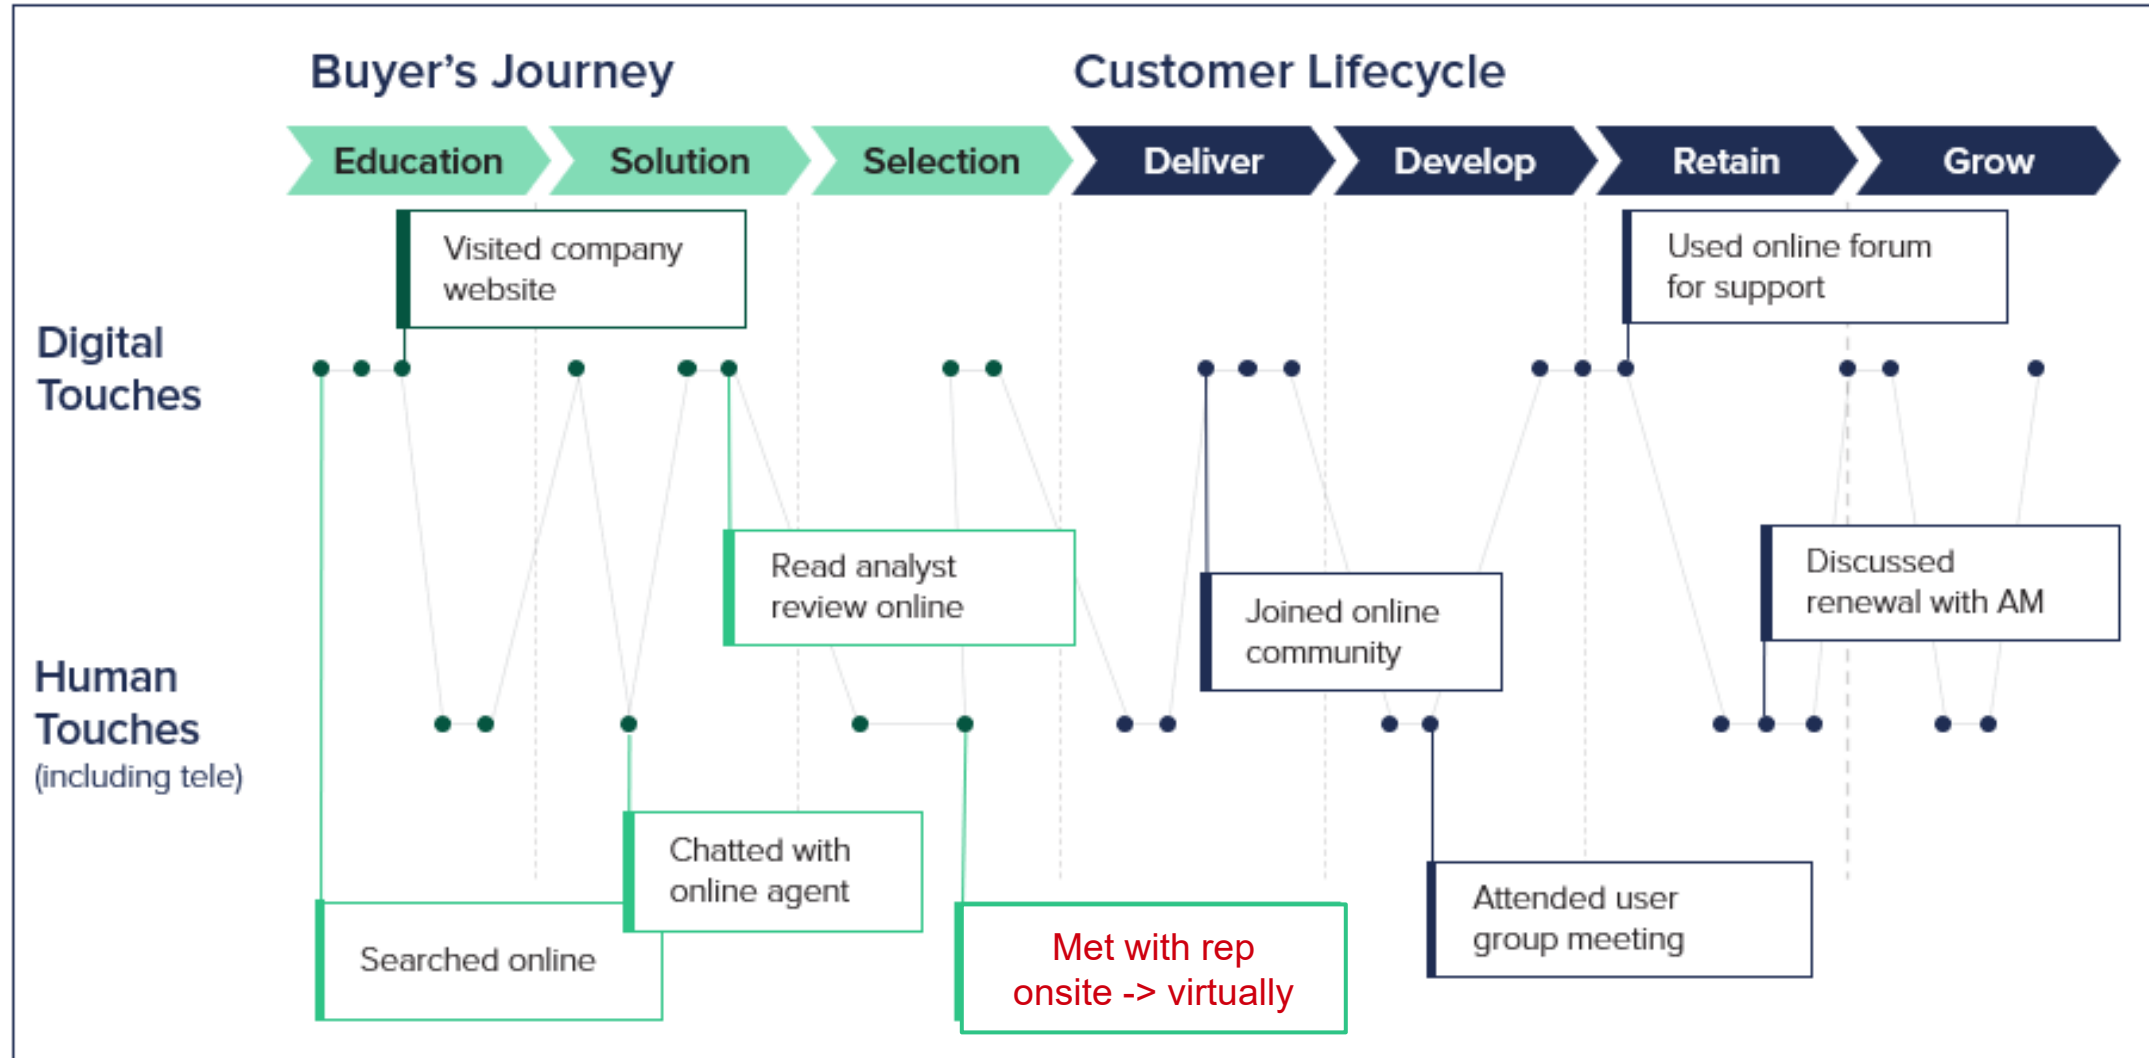 Buyer’s Journey
Customer Lifecycle
Education
Solution
Selection
Deliver
Develop
Retain
Grow
Visited company
website
Used online forum
for support
Digital
Touches
Read analyst
review online
Joined online
community
Discussed
renewal with AM
Human
Touches
(including tele)
Chatted with
online agent
Searched online
Met with rep
onsite -> virtually
Attended user
group meeting